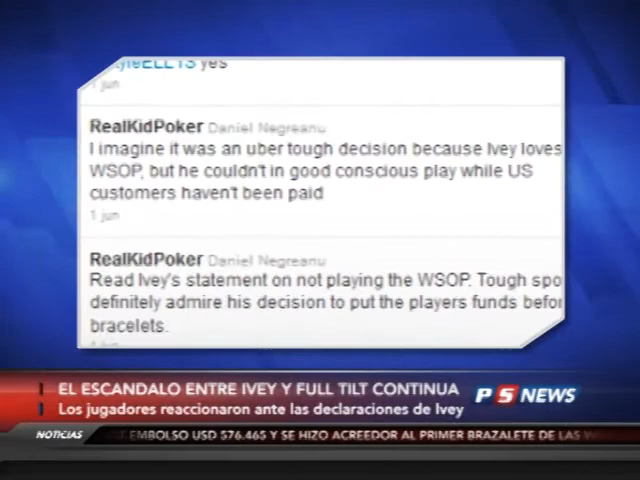 yes
1 jun
RealKidPoker Daniel Negreanu
I imagine it was an uber tough decision because Ivey loves
WSOP, but he couldn't in good conscious play while US
customers haven't been paid
1 jun
RealKidPoker Daniel Negreanu
Read Ivey's statement on not playing the WSOP. Tough spo
definitely admire his decision to put the players funds befor
bracelets.
EL ESCANDALO ENTRE IVEY Y FULL TILT CONTINUA
Los jugadores reaccionaron ante las declaraciones de Ivey
PS NEWS
NOTICIAS
EMBOLSO USD 576.465 Y SE HIZO ACREEDOR AL PRIMER BRAZALETE DE LAS W